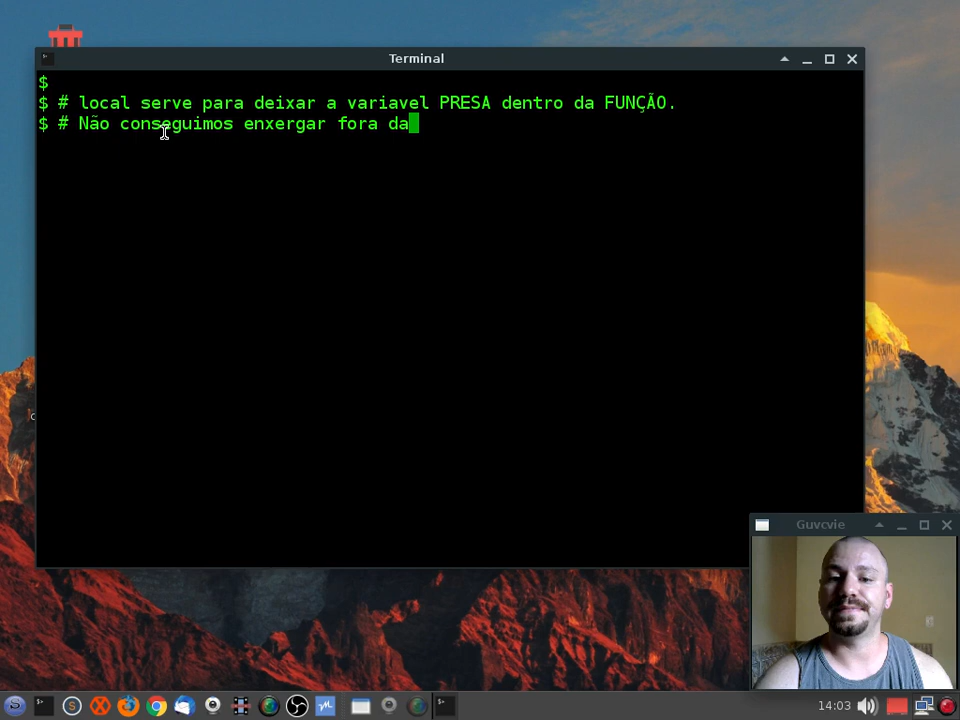 Terminal
$
$ # local serve para deixar a variavel PRESA dentro da FUNÇÃO.
$ # Não conseguimos enxergar fora da
Guvcvie
14:03